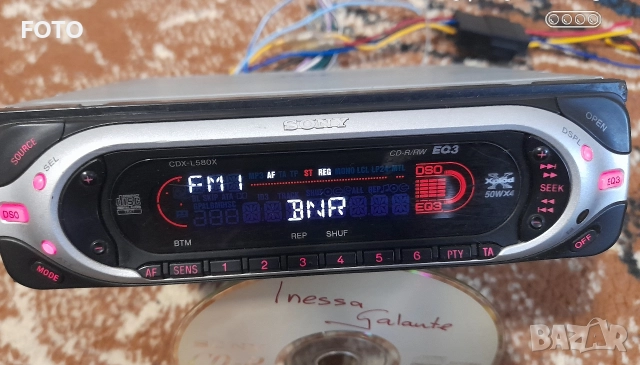 FOTO
SONY
CDX-L580X
CD-R/RW EQ3
OPEN
SOURCE
SEL
DSPL
AF
ST
REG
FM1
BNR
DSO
EQ3
Xplod
50WX4
SEEK
DSO
EQ3
BTM
REP
SHUF
MODE
AF
SENS
1
2
3
4
5
6
PTY
TA
OFF
Inessa
Galante
BAZAR